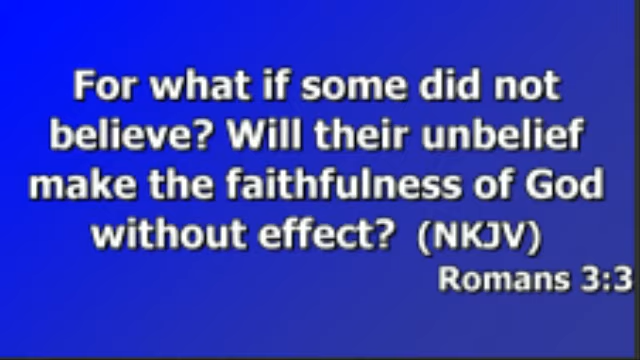 For what if some did not
believe? Will their unbelief
make the faithfulness of God
without effect? (NKJV)
Romans 3:3